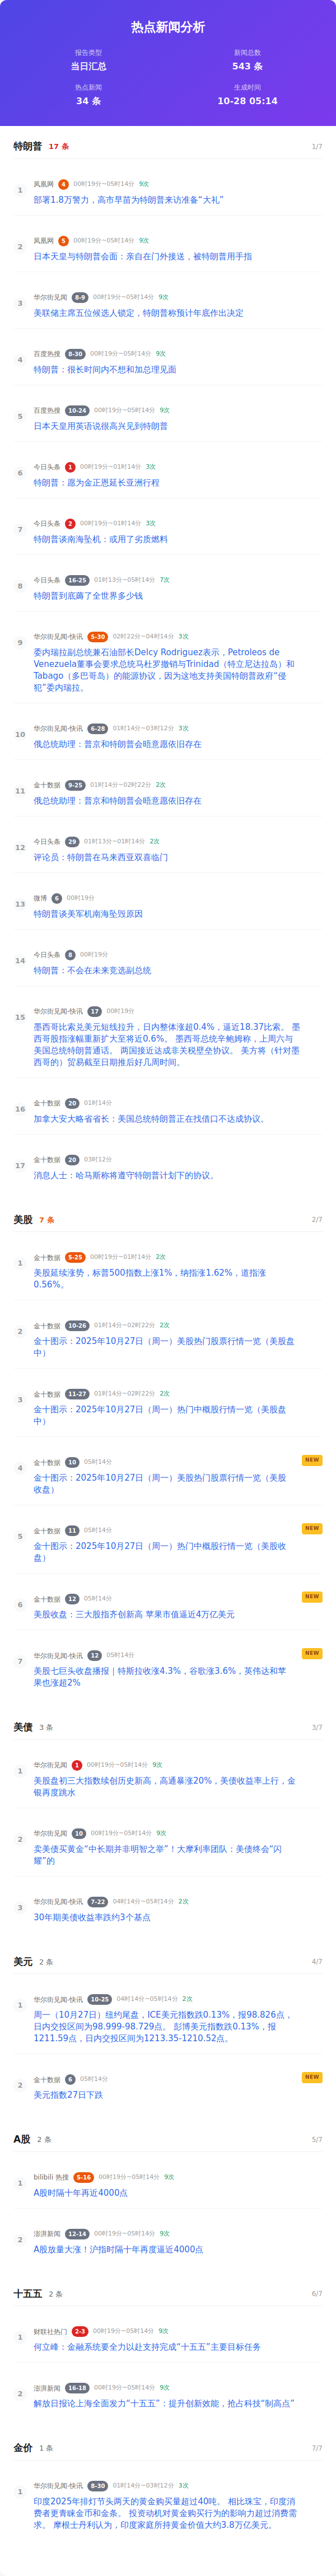 热点新闻分析
报告类型
新闻总数
当日汇总
543 条
热点新闻
生成时间
34 条
10-28 05:14
特朗普 17 条 1/7
1
凤凰网 4 00时19分~05时14分 9次
部署1.8万警力，高市早苗为特朗普来访准备“大礼”
2
凤凰网 5 00时19分~05时14分 9次
日本天皇与特朗普会面：亲自在门外接送，被特朗普用手指
3
华尔街见闻 8-9 00时19分~05时14分 9次
美联储主席五位候选人锁定，特朗普称预计年底作出决定
4
百度热搜 8-30 00时19分~05时14分 9次
特朗普：很长时间内不想和加总理见面
5
百度热搜 10-24 00时19分~05时14分 9次
日本天皇用英语说很高兴见到特朗普
6
今日头条 1 00时19分~01时14分 3次
特朗普：愿为金正恩延长亚洲行程
7
今日头条 2 00时19分~01时14分 3次
特朗普谈南海坠机：或用了劣质燃料
8
今日头条 16-25 01时13分~05时14分 7次
特朗普到底薅了全世界多少钱
9
华尔街见闻-快讯 5-30 02时22分~04时14分 3次
委内瑞拉副总统兼石油部长Delcy Rodriguez表示，Petroleos de
Venezuela董事会要求总统马杜罗撤销与Trinidad（特立尼达拉岛）和
Tabago（多巴哥岛）的能源协议，因为这地支持美国特朗普政府“侵
犯”委内瑞拉。
10
华尔街见闻-快讯 6-28 01时14分~03时12分 3次
俄总统助理：普京和特朗普会晤意愿依旧存在
11
金十数据 9-25 01时14分~02时22分 2次
俄总统助理：普京和特朗普会晤意愿依旧存在
12
今日头条 29 01时13分~01时14分 2次
评论员：特朗普在马来西亚双喜临门
13
微博 6 00时19分
特朗普谈美军机南海坠毁原因
14
今日头条 8 00时19分
特朗普：不会在未来竞选副总统
15
华尔街见闻-快讯 17 00时19分
墨西哥比索兑美元短线拉升，日内整体涨超0.4%，逼近18.37比索。 墨
西哥股指涨幅重新扩大至将近0.6%。 墨西哥总统辛鲍姆称，上周六与
美国总统特朗普通话。 两国接近达成非关税壁垒协议。 美方将（针对墨
西哥的）贸易截至日期推后好几周时间。
16
金十数据 20 01时14分
加拿大安大略省省长：美国总统特朗普正在找借口不达成协议。
17
金十数据 20 03时12分
消息人士：哈马斯称将遵守特朗普计划下的协议。
美股 7 条 2/7
1
金十数据 5-25 00时19分~01时14分 2次
美股延续涨势，标普500指数上涨1%，纳指涨1.62%，道指涨
0.56%。
2
金十数据 10-26 01时14分~02时22分 2次
金十图示：2025年10月27日（周一）美股热门股票行情一览（美股盘
中）
3
金十数据 11-27 01时14分~02时22分 2次
金十图示：2025年10月27日（周一）热门中概股行情一览（美股盘
中）
4
金十数据 10 05时14分 NEW
金十图示：2025年10月27日（周一）美股热门股票行情一览（美股
收盘）
5
金十数据 11 05时14分 NEW
金十图示：2025年10月27日（周一）热门中概股行情一览（美股收
盘）
6
金十数据 12 05时14分 NEW
美股收盘：三大股指齐创新高 苹果市值逼近4万亿美元
7
华尔街见闻-快讯 12 05时14分 NEW
美股七巨头收盘播报｜特斯拉收涨4.3%，谷歌涨3.6%，英伟达和苹
果也涨超2%
美债 3 条 3/7
1
华尔街见闻 1 00时19分~05时14分 9次
美股盘初三大指数续创历史新高，高通暴涨20%，美债收益率上行，金
银再度跳水
2
华尔街见闻 10 00时19分~05时14分 9次
卖美债买黄金“中长期并非明智之举”！大摩利率团队：美债终会“闪
耀”的
3
华尔街见闻-快讯 7-22 04时14分~05时14分 2次
30年期美债收益率跌约3个基点
美元 2 条 4/7
1
华尔街见闻-快讯 10-25 04时14分~05时14分 2次
周一（10月27日）纽约尾盘，ICE美元指数跌0.13%，报98.826点，
日内交投区间为98.999-98.729点。 彭博美元指数跌0.13%，报
1211.59点，日内交投区间为1213.35-1210.52点。
2
金十数据 6 05时14分 NEW
美元指数27日下跌
A股 2 条 5/7
1
bilibili 热搜 5-16 00时19分~05时14分 9次
A股时隔十年再近4000点
2
澎湃新闻 12-14 00时19分~05时14分 9次
A股放量大涨！沪指时隔十年再度逼近4000点
十五五 2 条 6/7
1
财联社热门 2-3 00时19分~05时14分 9次
何立峰：金融系统要全力以赴支持完成“十五五”主要目标任务
2
澎湃新闻 16-18 00时19分~05时14分 9次
解放日报论上海全面发力“十五五”：提升创新效能，抢占科技“制高点”
金价 1 条 7/7
1
华尔街见闻-快讯 8-30 01时14分~03时12分 3次
印度2025年排灯节头两天的黄金购买量超过40吨。 相比珠宝，印度消
费者更青睐金币和金条。 投资动机对黄金购买行为的影响力超过消费需
求。 摩根士丹利认为，印度家庭所持黄金价值大约3.8万亿美元。